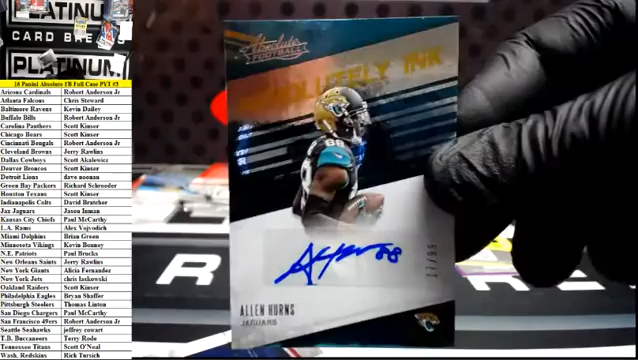 PLATINU
CARD BREAKS
PLATINUM
16 Panini Absolute FB Full Case PYT #3
Arizona Cardinals Robert Anderson Jr
Atlanta Falcons Chris Steward
Baltimore Ravens Kevin Dailey
Buffalo Bills Robert Anderson Jr
Carolina Panthers Scott Kinser
Chicago Bears Scott Kinser
Cincinnati Bengals Robert Anderson Jr
Cleveland Browns Jerry Rawlins
Dallas Cowboys Scott Akalewicz
Denver Broncos Scott Kinser
Detroit Lions dave noonan
Green Bay Packers Richard Schroeder
Houston Texans Scott Kinser
Indianapolis Colts David Bratcher
Jax Jaguars Jason Inman
Kansas City Chiefs Paul McCarthy
L.A. Rams Alex Vojvodich
Miami Dolphins Brian Green
Minnesota Vikings Kevin Bonney
N.E. Patriots Paul Brucks
New Orleans Saints Jerry Rawlins
New York Giants Alicia Fernandez
New York Jets chris laskowski
Oakland Raiders Scott Kinser
Philadelphia Eagles Bryan Shaffer
Pittsburgh Steelers Thomas Linton
San Diego Chargers Paul McCarthy
San Francisco 49ers Robert Anderson Jr
Seattle Seahawks jeffrey cowart
T.B. Buccaneers Terry Rode
Tennessee Titans Scott O'Neal
Wash. Redskins Rich Tursich
Absolute
FOOTBALL
ABSOLUTELY INK
88
88
ALLEN HURNS
JAGUARS
R